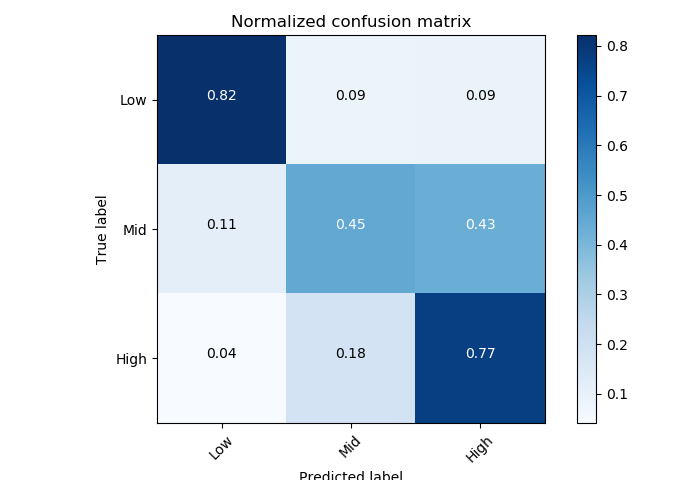 Normalized confusion matrix
True label
Low
0.82 0.09 0.09
Mid
0.11 0.45 0.43
High
0.04 0.18 0.77
Low Mid High
Predicted label
0.8
0.7
0.6
0.5
0.4
0.3
0.2
0.1